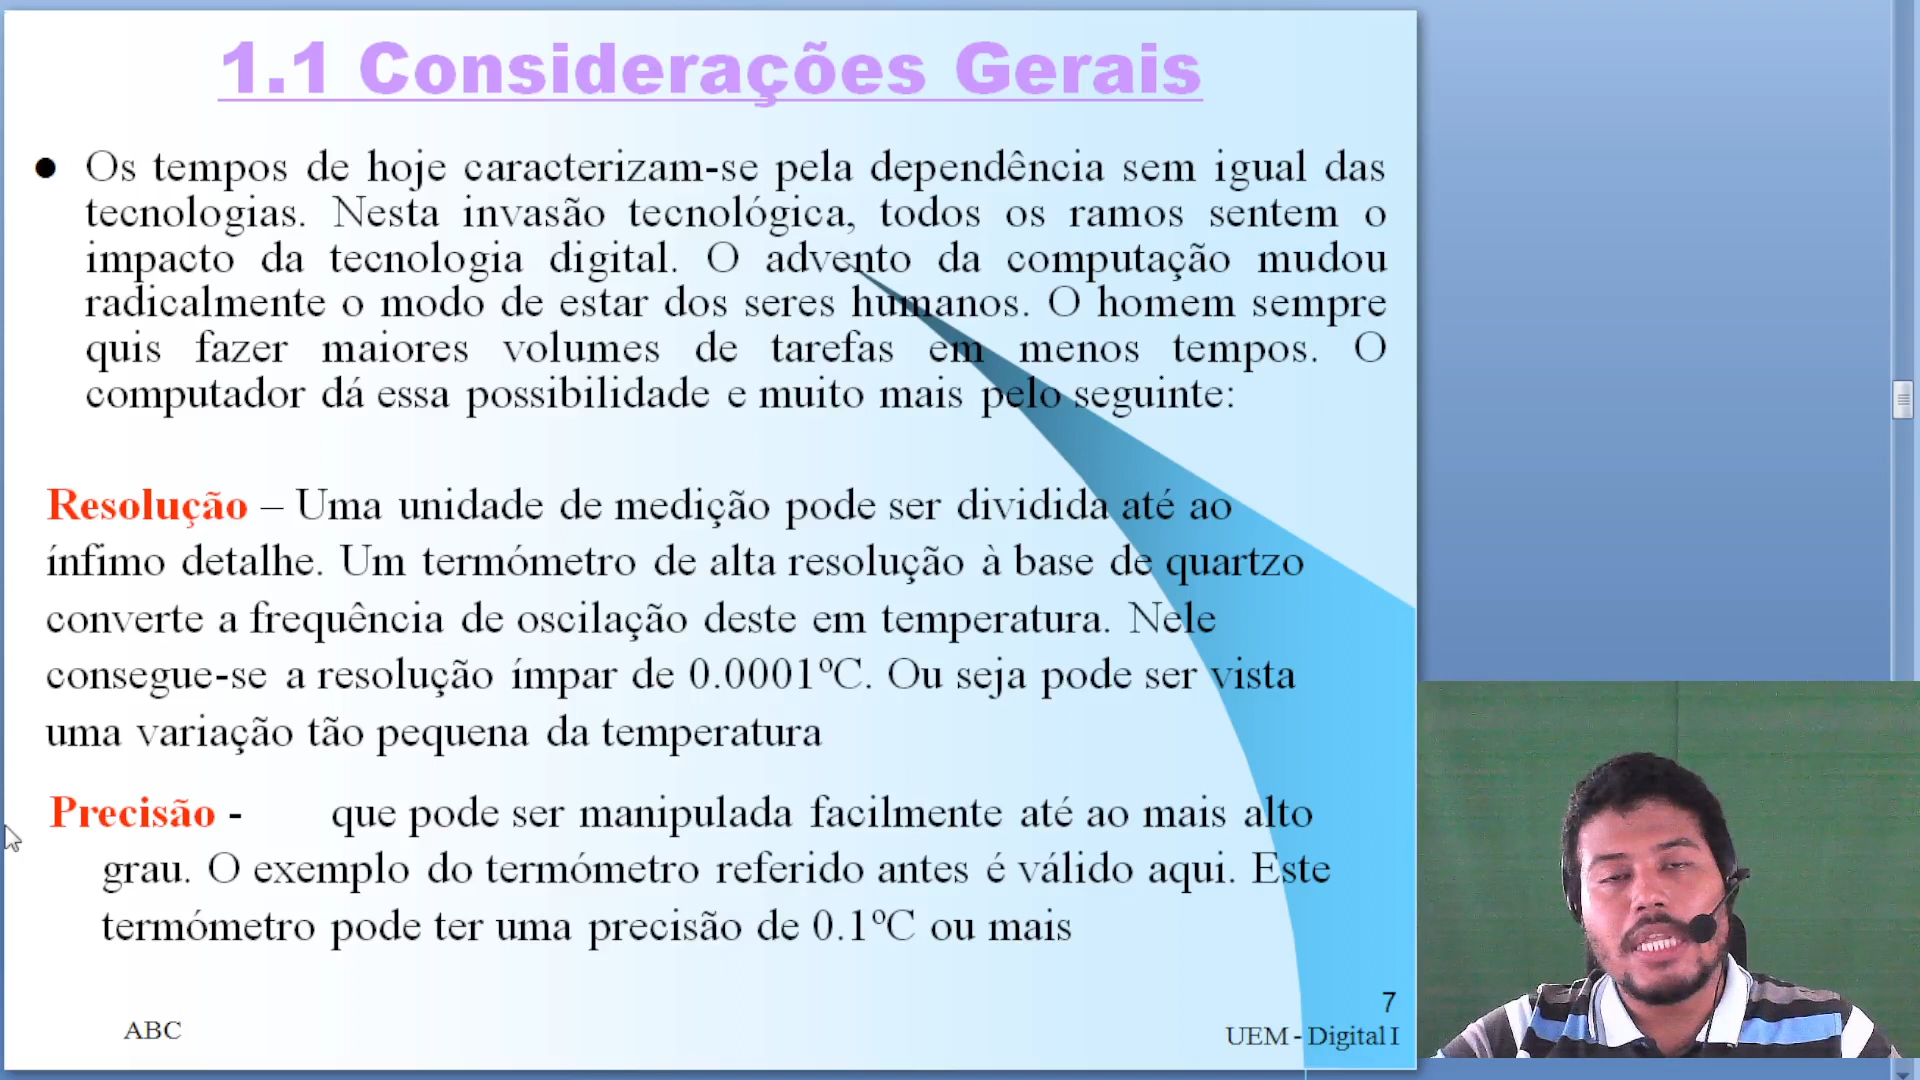 1.1 Considerações Gerais
● Os tempos de hoje caracterizam-se pela dependência sem igual das
tecnologias. Nesta invasão tecnológica, todos os ramos sentem o
impacto da tecnologia digital. O advento da computação mudou
radicalmente o modo de estar dos seres humanos. O homem sempre
quis fazer maiores volumes de tarefas em menos tempos. O
computador dá essa possibilidade e muito mais pelo seguinte:
Resolução – Uma unidade de medição pode ser dividida até ao
ínfimo detalhe. Um termómetro de alta resolução à base de quartzo
converte a frequência de oscilação deste em temperatura. Nele
consegue-se a resolução ímpar de 0.0001ºC. Ou seja pode ser vista
uma variação tão pequena da temperatura
Precisão - que pode ser manipulada facilmente até ao mais alto
grau. O exemplo do termómetro referido antes é válido aqui. Este
termómetro pode ter uma precisão de 0.1ºC ou mais
7
ABC
UEM - Digital I